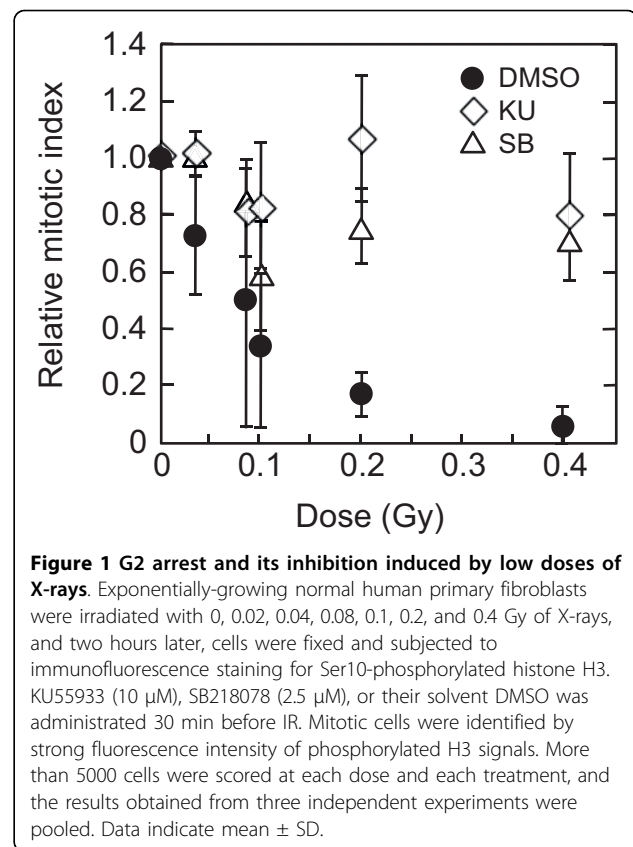 1.4
1.2
1.0
0.8
0.6
0.4
0.2
0
Relative mitotic index
DMSO
KU
SB
0 0.1 0.2 0.3 0.4
Dose (Gy)
Figure 1 G2 arrest and its inhibition induced by low doses of
X-rays. Exponentially-growing normal human primary fibroblasts
were irradiated with 0, 0.02, 0.04, 0.08, 0.1, 0.2, and 0.4 Gy of X-rays,
and two hours later, cells were fixed and subjected to
immunofluorescence staining for Ser10-phosphorylated histone H3.
KU55933 (10 μM), SB218078 (2.5 μM), or their solvent DMSO was
administrated 30 min before IR. Mitotic cells were identified by
strong fluorescence intensity of phosphorylated H3 signals. More
than 5000 cells were scored at each dose and each treatment, and
the results obtained from three independent experiments were
pooled. Data indicate mean ± SD.